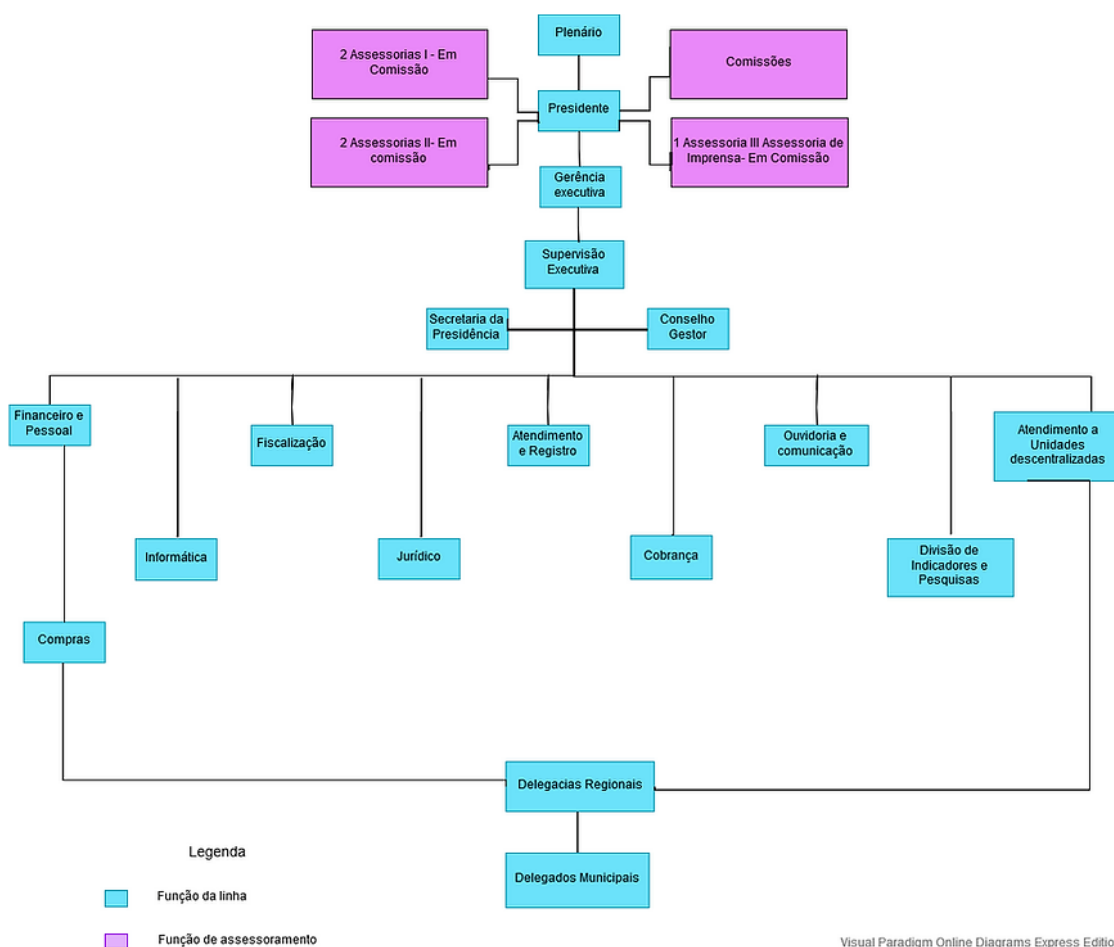 Plenário
2 Assessorias I - Em
Comissão
Comissões
Presidente
2 Assessorias II- Em
comissão
1 Assessoria III Assessoria de
Imprensa- Em Comissão
Gerência
executiva
Supervisão
Executiva
Secretaria da
Presidência
Conselho
Gestor
Financeiro e
Pessoal
Fiscalização
Atendimento
e Registro
Ouvidoria e
comunicação
Atendimento a
Unidades
descentralizadas
Informática
Jurídico
Cobrança
Divisão de
Indicadores e
Pesquisas
Compras
Delegacias Regionais
Delegados Municipais
Legenda
Função da linha
Função de assessoramento
Visual Paradigm Online Diagrams Express Editio